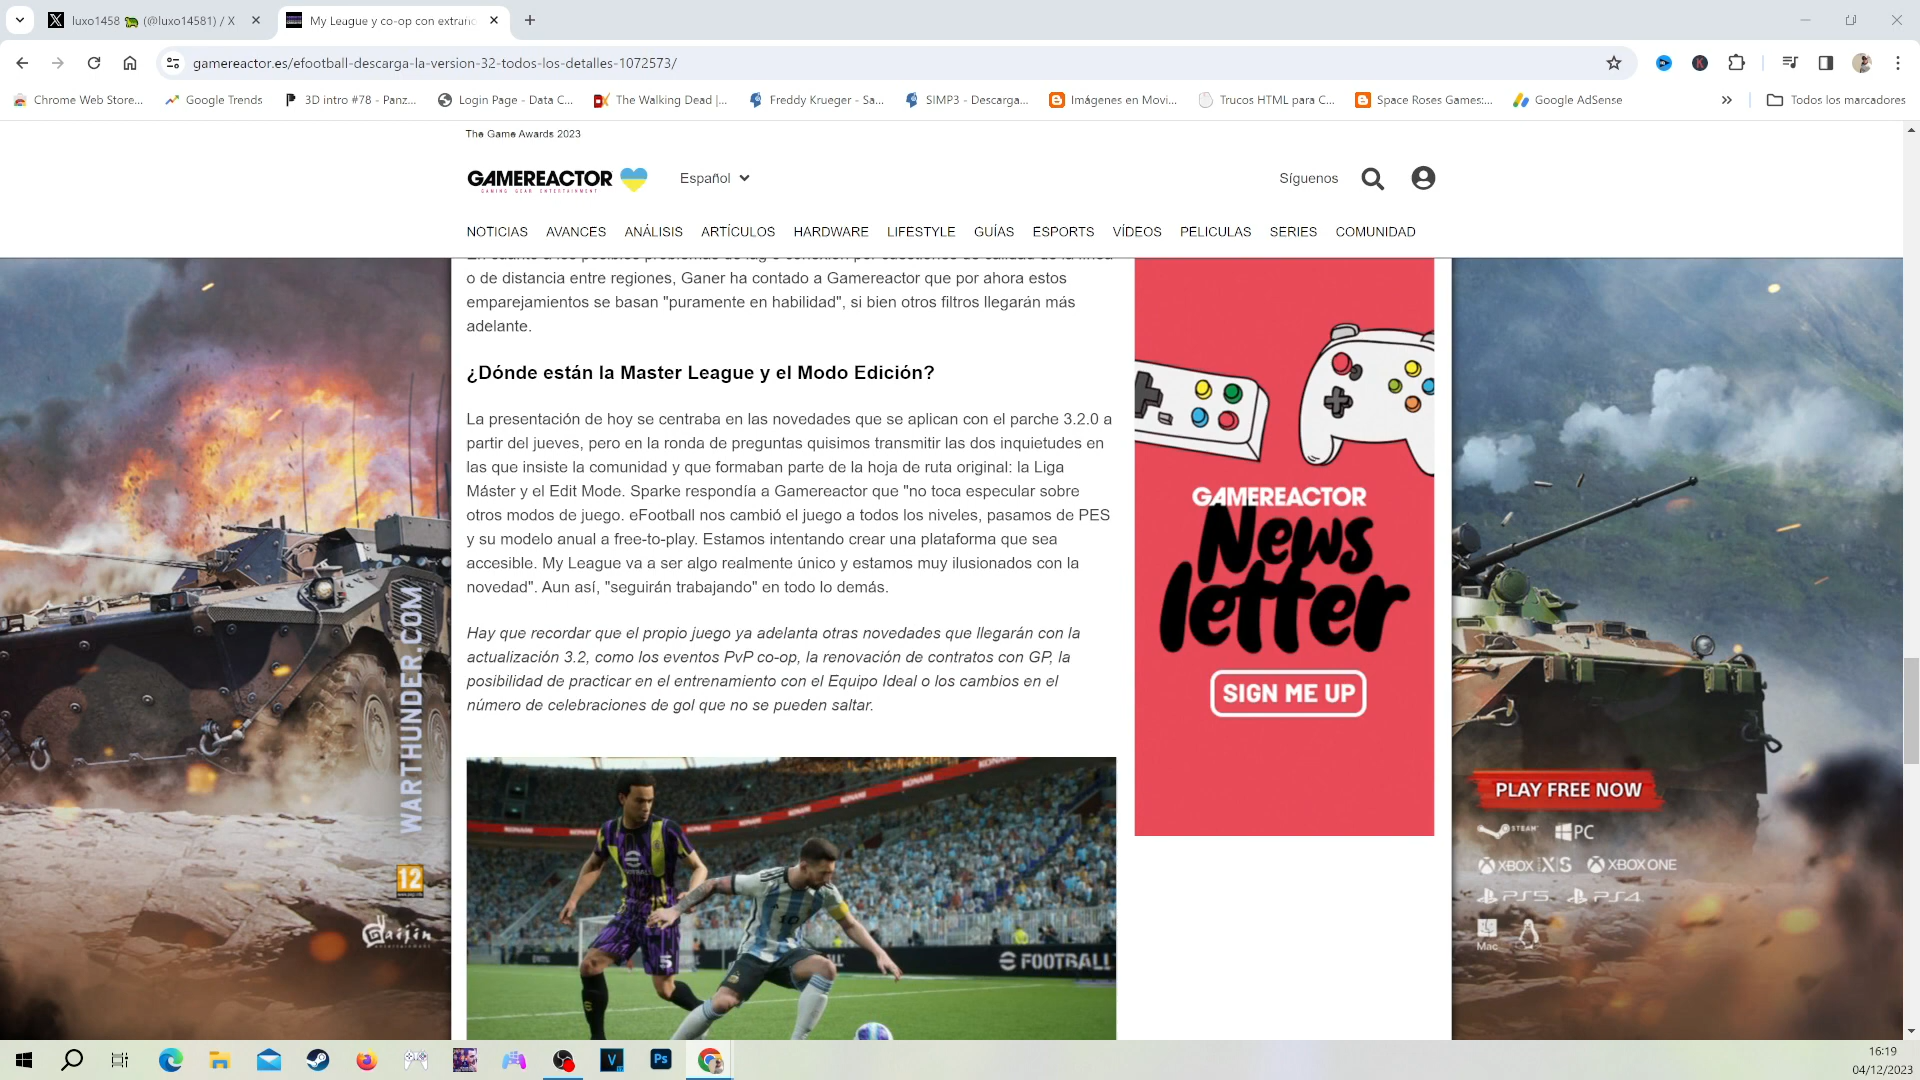 luxo1458 🐢 (@luxo14581) / X
My League y co-op con extraño
gamereactor.es/efootball-descarga-la-version-32-todos-los-detalles-1072573/
Chrome Web Store...
Google Trends
3D intro #78 - Panz...
Login Page - Data C...
The Walking Dead |...
Freddy Krueger - Sa...
SIMP3 - Descarga...
Imágenes en Movi...
Trucos HTML para C...
Space Roses Games:...
Google AdSense
Todos los marcadores
The Game Awards 2023
GAMEREACTOR
GAMING GEAR ENTERTAINMENT
Español
Síguenos
NOTICIAS AVANCES ANÁLISIS ARTÍCULOS HARDWARE LIFESTYLE GUÍAS ESPORTS VÍDEOS PELICULAS SERIES COMUNIDAD
En cuanto a los posibles problemas de lag o conexión por cuestiones de calidad de la línea
o de distancia entre regiones, Ganer ha contado a Gamereactor que por ahora estos
emparejamientos se basan "puramente en habilidad", si bien otros filtros llegarán más
adelante.
¿Dónde están la Master League y el Modo Edición?
La presentación de hoy se centraba en las novedades que se aplican con el parche 3.2.0 a
partir del jueves, pero en la ronda de preguntas quisimos transmitir las dos inquietudes en
las que insiste la comunidad y que formaban parte de la hoja de ruta original: la Liga
Máster y el Edit Mode. Sparke respondía a Gamereactor que "no toca especular sobre
otros modos de juego. eFootball nos cambió el juego a todos los niveles, pasamos de PES
y su modelo anual a free-to-play. Estamos intentando crear una plataforma que sea
accesible. My League va a ser algo realmente único y estamos muy ilusionados con la
novedad". Aun así, "seguirán trabajando" en todo lo demás.
Hay que recordar que el propio juego ya adelanta otras novedades que llegarán con la
actualización 3.2, como los eventos PvP co-op, la renovación de contratos con GP, la
posibilidad de practicar en el entrenamiento con el Equipo Ideal o los cambios en el
número de celebraciones de gol que no se pueden saltar.
KONAMI
KONAMI
KONAMI
KONAMI
10
5
FOOTBALL
GAMEREACTOR
News
letter
SIGN ME UP
WARTHUNDER.COM
12
Gaijin
PLAY FREE NOW
STEAM
PC
XBOX SERIES X|S
XBOX ONE
PS5
PS4
Mac
V
Ps
16:19
04/12/2023